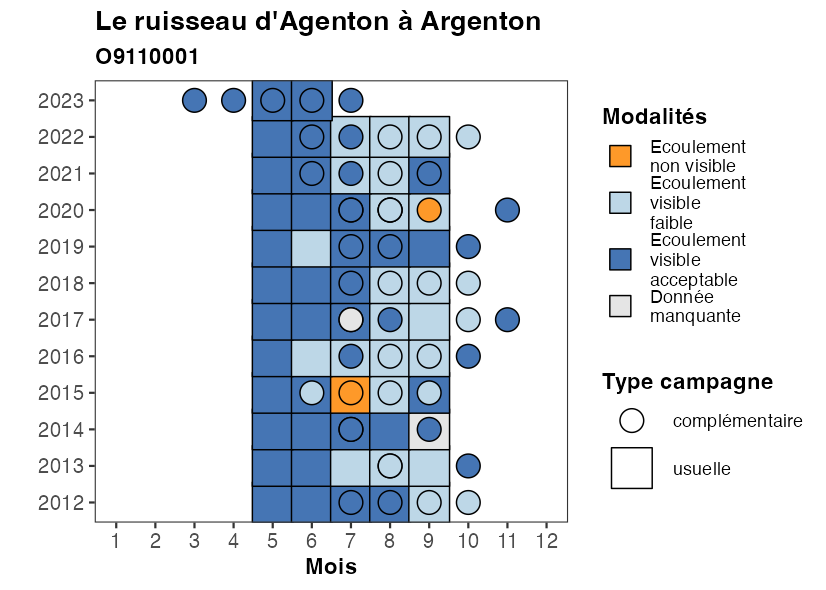 Le ruisseau d'Agenton à Argenton
O9110001
2023
2022
2021
2020
2019
2018
2017
2016
2015
2014
2013
2012
1 2 3 4 5 6 7 8 9 10 11 12
Mois
Modalités
Ecoulement
non visible
Ecoulement
visible
faible
Ecoulement
visible
acceptable
Donnée
manquante
Type campagne
complémentaire
usuelle